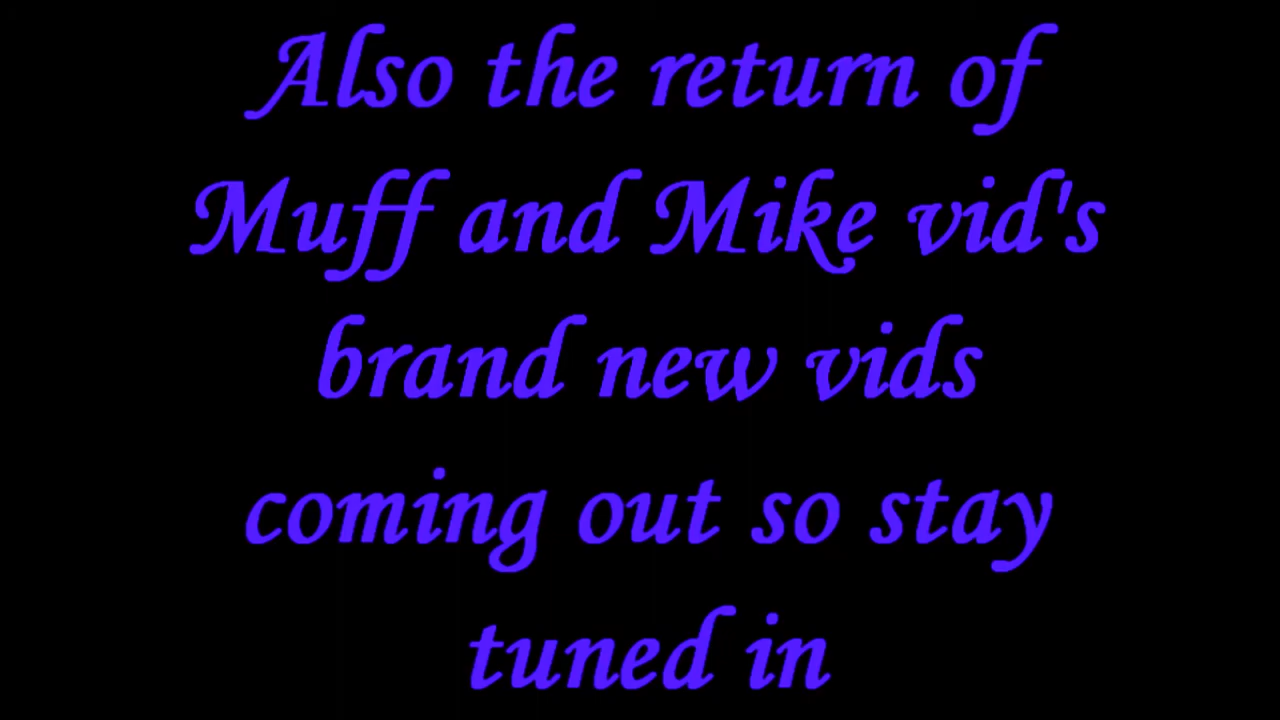 Also the return of
Muff and Mike vid's
brand new vids
coming out so stay
tuned in